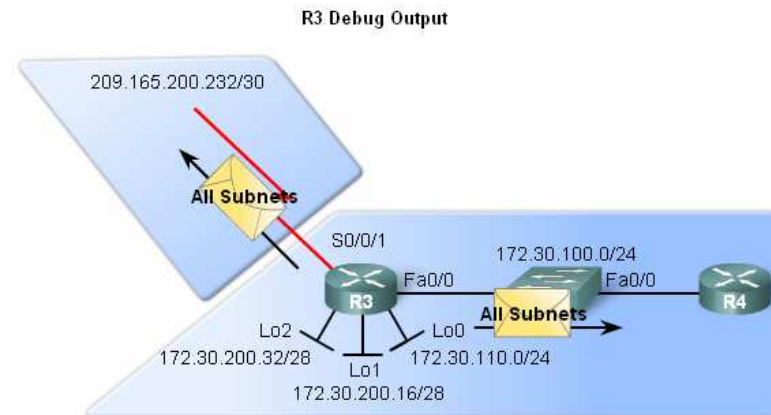 R3 Debug Output
209.165.200.232/30
All Subnets
S0/0/1
172.30.100.0/24
Fa0/0
Fa0/0
R3
R4
All Subnets
Lo2
Lo0
172.30.200.32/28
172.30.110.0/24
Lo1
172.30.200.16/28